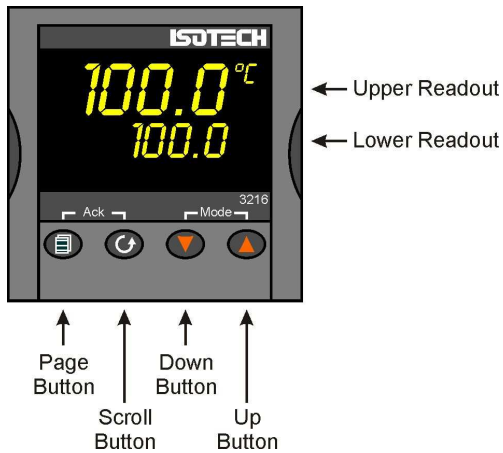 ISOTECH
100.0°C
100.0
Upper Readout
Lower Readout
3216
Ack
Mode
Page
Button
Scroll
Button
Down
Button
Up
Button